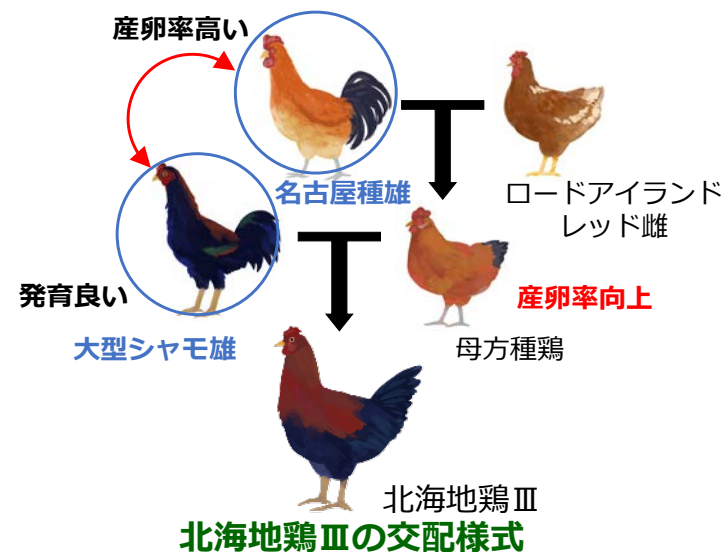 産卵率高い
名古屋種雄
ロードアイランド
レッド雌
発育良い
産卵率向上
大型シャモ雄
母方種鶏
北海地鶏Ⅲ
北海地鶏Ⅲの交配様式